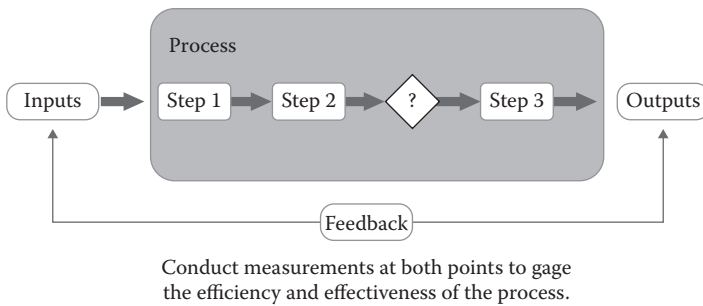 Process
Inputs
Step 1
Step 2
?
Step 3
Outputs
Feedback
Conduct measurements at both points to gage
the efficiency and effectiveness of the process.